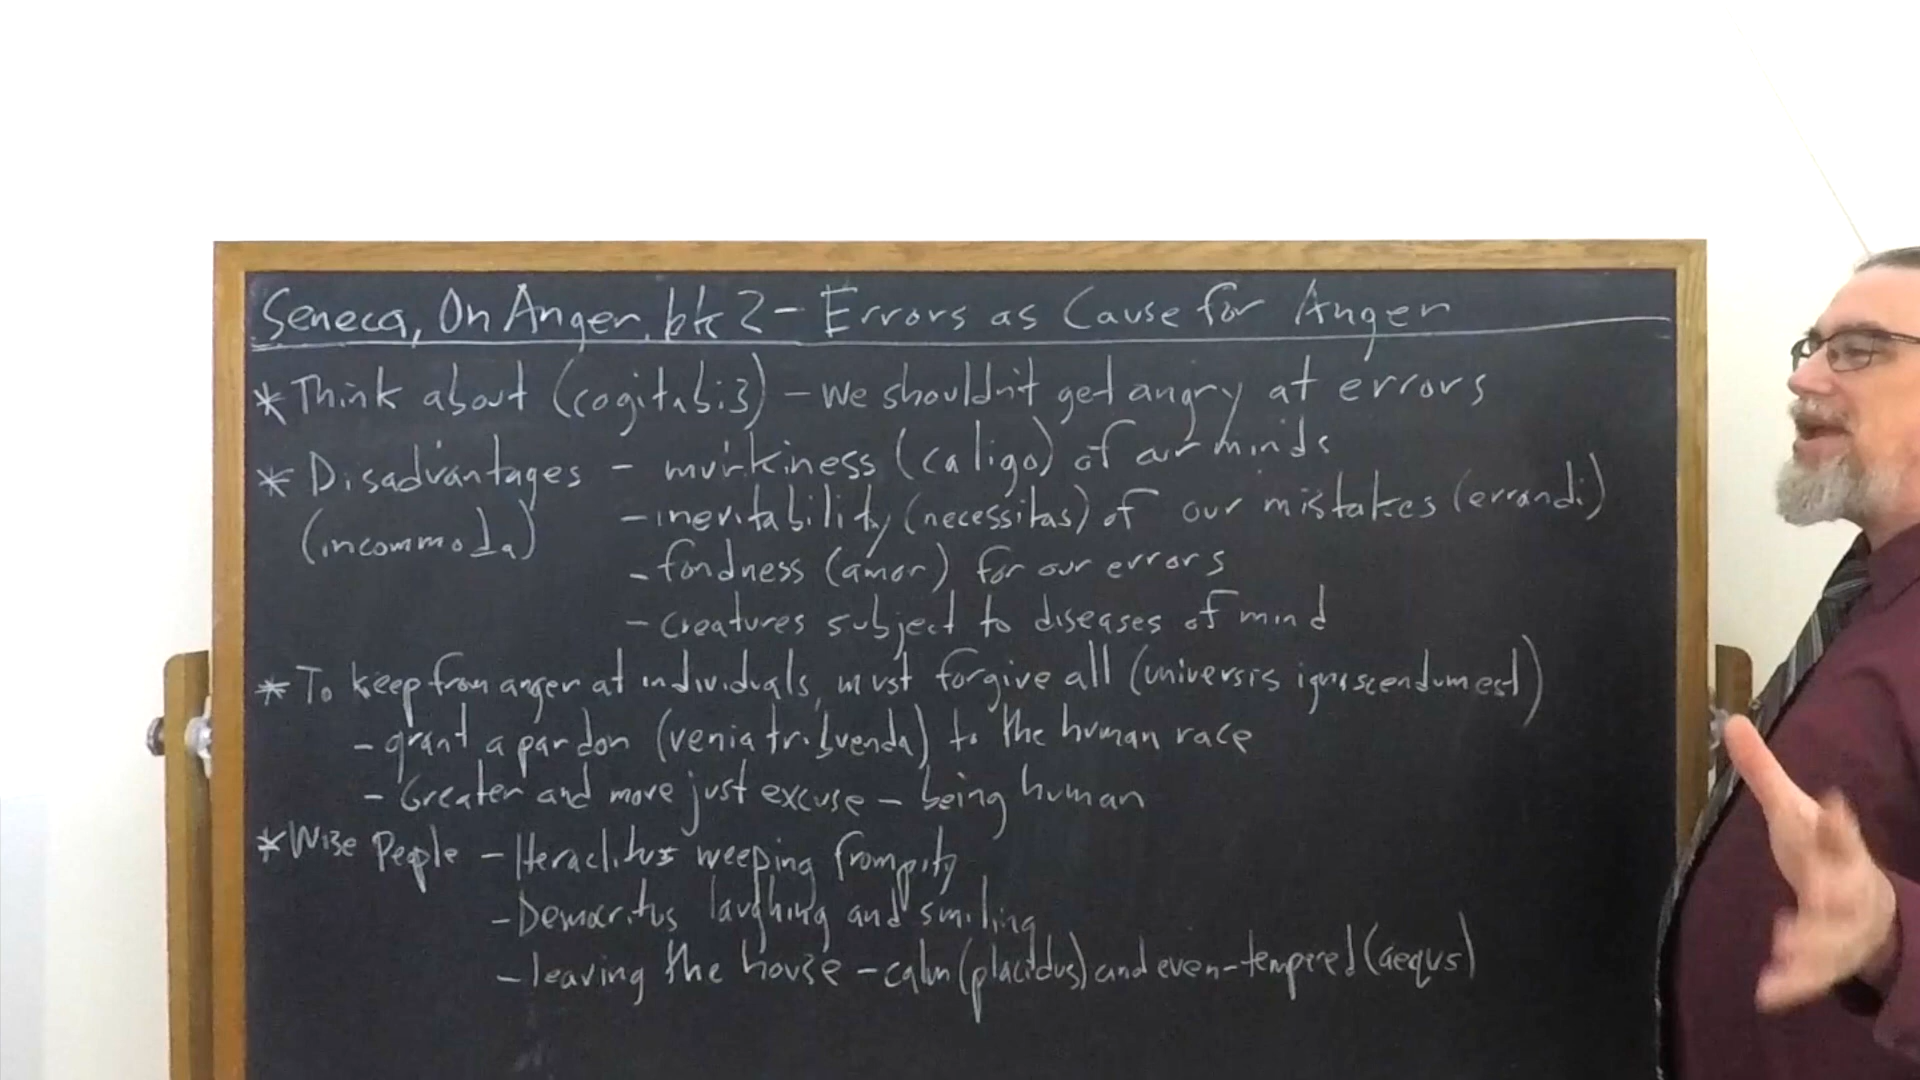 Seneca, On Anger, bk 2 - Errors as Cause for Anger
* Think about (cogitabis) - we shouldn't get angry at errors
* Disadvantages - murkiness (caligo) of our minds
(incommoda) - inevitability (necessitas) of our mistakes (errandi)
- fondness (amor) for our errors
- creatures subject to diseases of mind
* To keep from anger at individuals, must forgive all (universis ignoscendum est)
- grant a pardon (venia tribuenda) to the human race
- Greater and more just excuse - being human
* Wise People - Heraclitus weeping from pity
- Democritus laughing and smiling
- leaving the house - calm (placidus) and even-tempered (aequs)